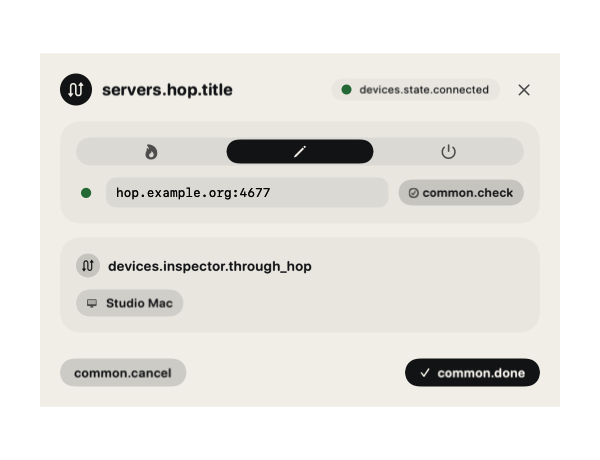 servers.hop.title
devices.state.connected
hop.example.org:4677
common.check
devices.inspector.through_hop
Studio Mac
common.cancel
common.done